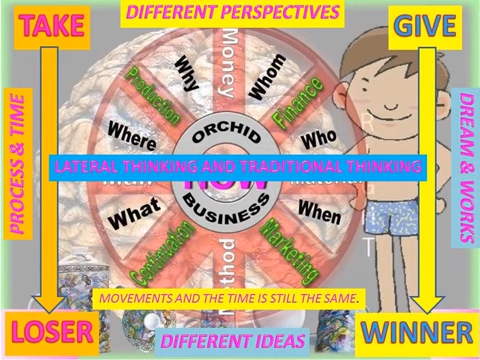 DIFFERENT PERSPECTIVES
TAKE
GIVE
Money
Why
Whom
Production
Finance
ORCHID
Where
Who
PROCESS & TIME
DREAM & WORKS
LATERAL THINKING AND TRADITIONAL THINKING
HOW
Material
What
When
BUSINESS
Marketing
Method
T
MOVEMENTS AND THE TIME IS STILL THE SAME.
LOSER
DIFFERENT IDEAS
WINNER